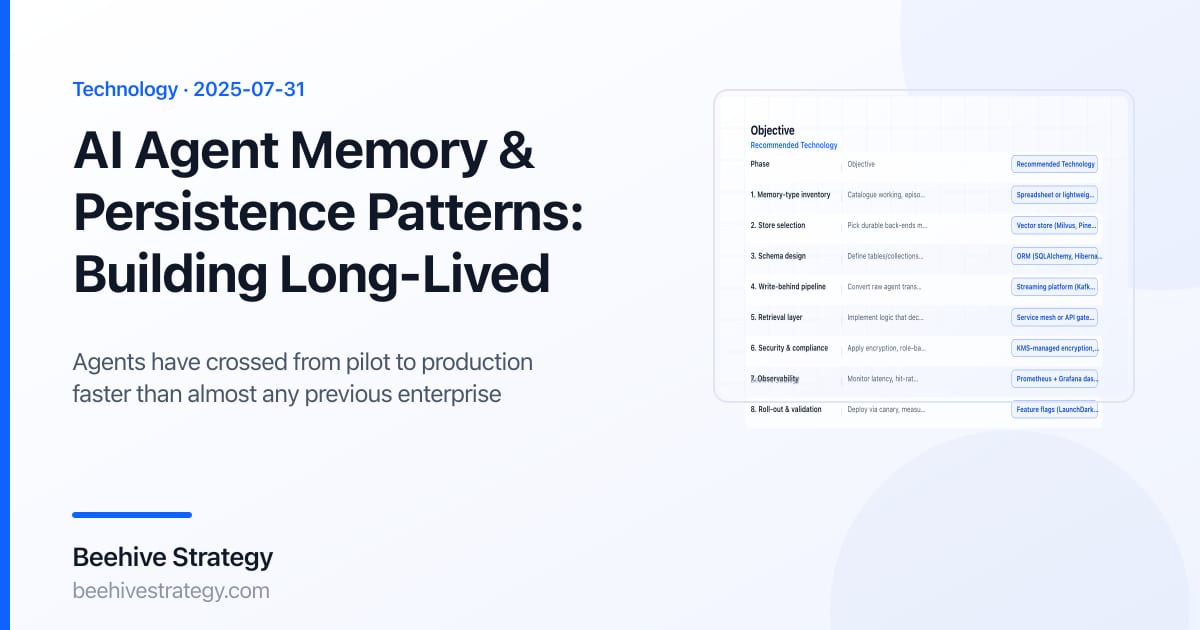 Technology · 2025-07-31
AI Agent Memory &
Persistence Patterns:
Building Long-Lived
Agents have crossed from pilot to production
faster than almost any previous enterprise
Beehive Strategy
beehivestrategy.com
Objective
Recommended Technology
Phase Objective Recommended Technology
1. Memory-type inventory Catalogue working, episo... Spreadsheet or lightweig...
2. Store selection Pick durable back-ends m... Vector store (Milvus, Pine...
3. Schema design Define tables/collections... ORM (SQLAlchemy, Hiberna...
4. Write-behind pipeline Convert raw agent trans... Streaming platform (Kafk...
5. Retrieval layer Implement logic that dec... Service mesh or API gate...
6. Security & compliance Apply encryption, role-ba... KMS-managed encryption,...
7. Observability Monitor latency, hit-rat... Prometheus + Grafana das...
8. Roll-out & validation Deploy via canary, measu... Feature flags (LaunchDark...